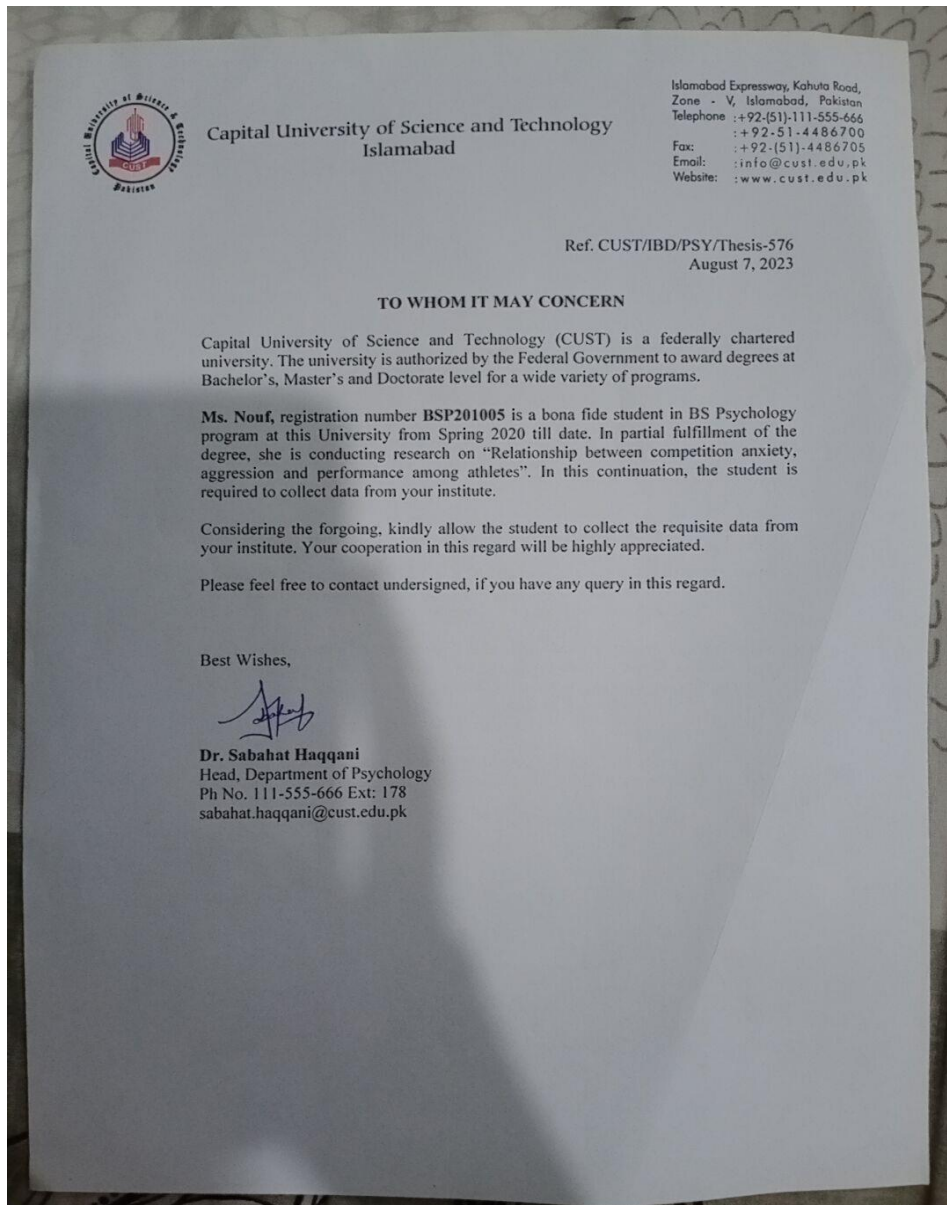 Capital University of Science & Technology
CUST
Pakistan
Capital University of Science and Technology
Islamabad
Islamabad Expressway, Kahuta Road,
Zone - V, Islamabad, Pakistan
Telephone :+92-(51)-111-555-666
:+92-51-4486700
Fax: :+92-(51)-4486705
Email: :info@cust.edu.pk
Website: :www.cust.edu.pk
Ref. CUST/IBD/PSY/Thesis-576
August 7, 2023
TO WHOM IT MAY CONCERN
Capital University of Science and Technology (CUST) is a federally chartered
university. The university is authorized by the Federal Government to award degrees at
Bachelor's, Master's and Doctorate level for a wide variety of programs.
Ms. Nouf, registration number BSP201005 is a bona fide student in BS Psychology
program at this University from Spring 2020 till date. In partial fulfillment of the
degree, she is conducting research on “Relationship between competition anxiety,
aggression and performance among athletes”. In this continuation, the student is
required to collect data from your institute.
Considering the forgoing, kindly allow the student to collect the requisite data from
your institute. Your cooperation in this regard will be highly appreciated.
Please feel free to contact undersigned, if you have any query in this regard.
Best Wishes,
Dr. Sabahat Haqqani
Head, Department of Psychology
Ph No. 111-555-666 Ext: 178
sabahat.haqqani@cust.edu.pk